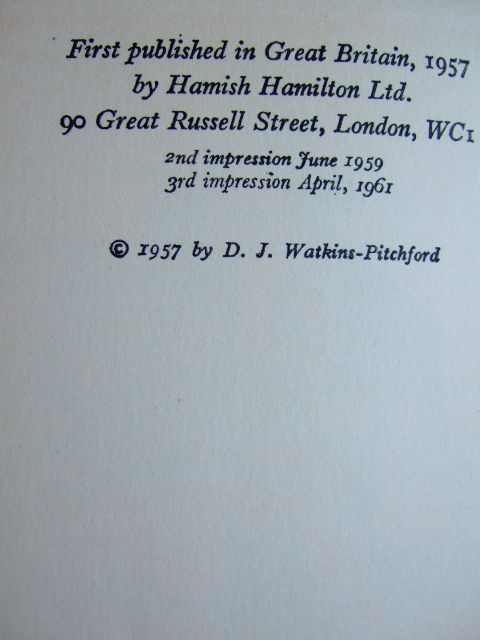 First published in Great Britain, 1957
by Hamish Hamilton Ltd.
90 Great Russell Street, London, WC1
2nd impression June 1959
3rd impression April, 1961
© 1957 by D. J. Watkins-Pitchford